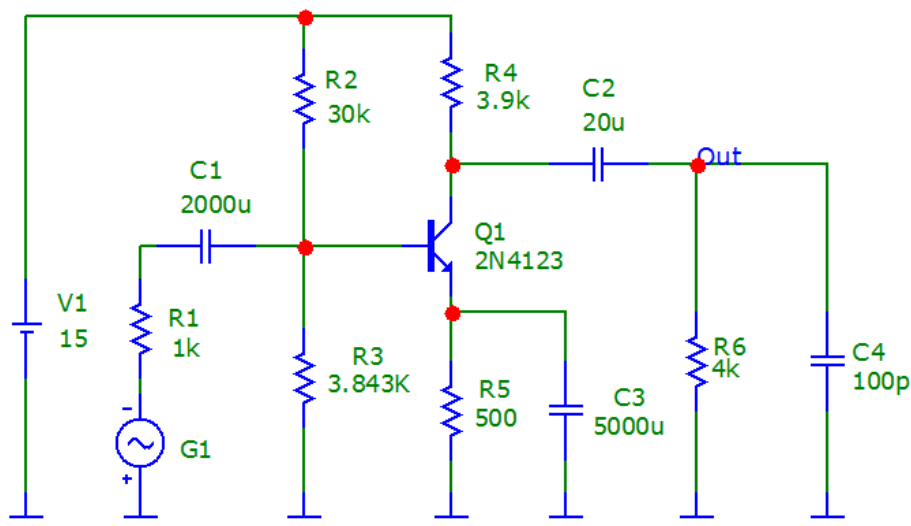 R2
30k
R4
3.9k
C2
20u
Out
C1
2000u
Q1
2N4123
V1
15
R1
1k
R3
3.843K
R5
500
C3
5000u
R6
4k
C4
100p
-
G1
+